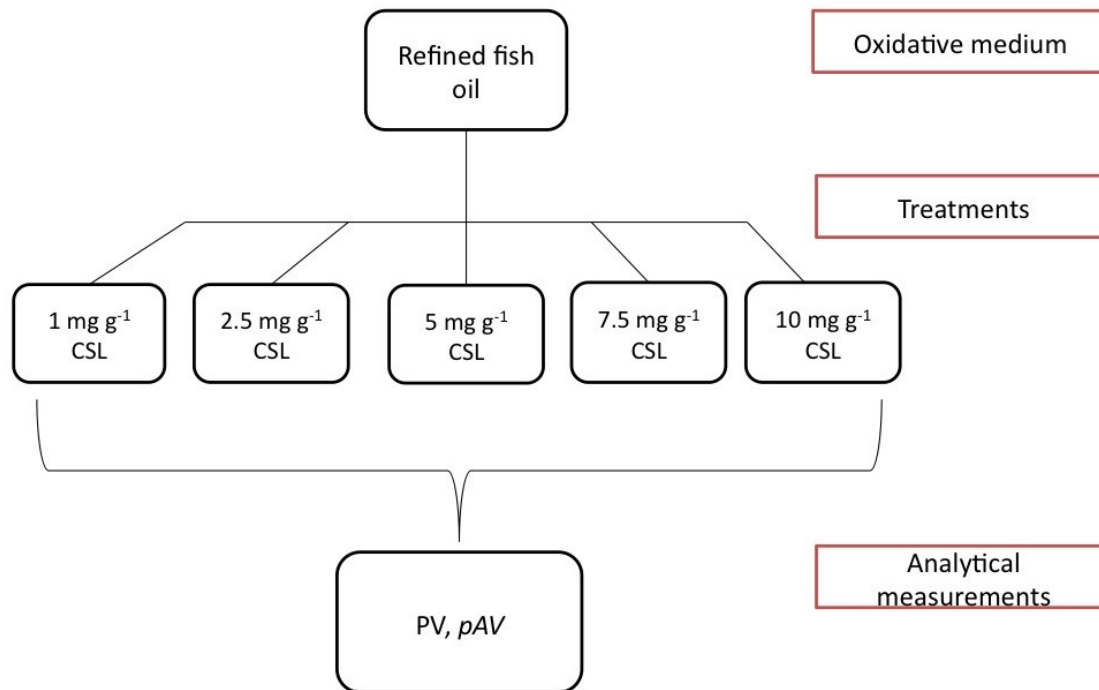 Refined fish
oil
Oxidative medium
Treatments
1 mg g⁻¹
CSL
2.5 mg g⁻¹
CSL
5 mg g⁻¹
CSL
7.5 mg g⁻¹
CSL
10 mg g⁻¹
CSL
PV, pAV
Analytical
measurements